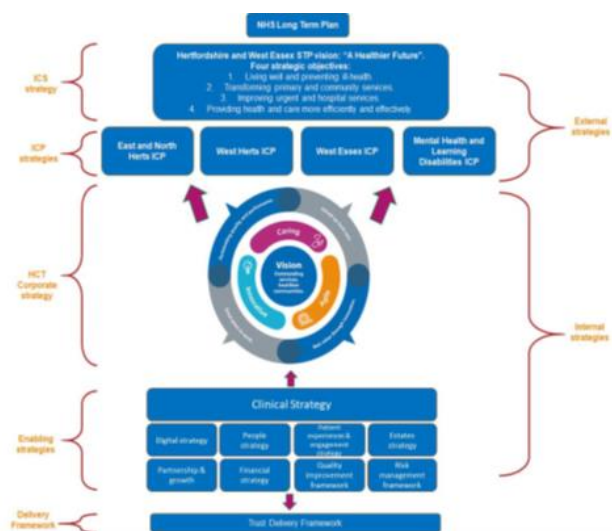 NHS Long Term Plan
Hertfordshire and West Essex STP vision: "A Healthier Future".
Four strategic objectives:
1. Living well and preventing ill-health.
2. Transforming primary and community services.
3. Improving urgent and hospital services.
4. Providing health and care more efficiently and effectively
ICS
strategy
External
strategies
ICP
strategies
East and North
Herts ICP
West Herts ICP
West Essex ICP
Mental Health and
Learning
Disabilities ICP
HCT
Corporate
strategy
Caring
Vision
Outstanding
services,
healthier
communities.
Innovative
Agile
Internal
strategies
Enabling
strategies
Clinical Strategy
Digital strategy
People
strategy
Patient
experience &
engagement
strategy
Estates
strategy
Partnership &
growth
Financial
strategy
Quality
improvement
framework
Risk
management
framework
Delivery
Framework
Trust Delivery Framework